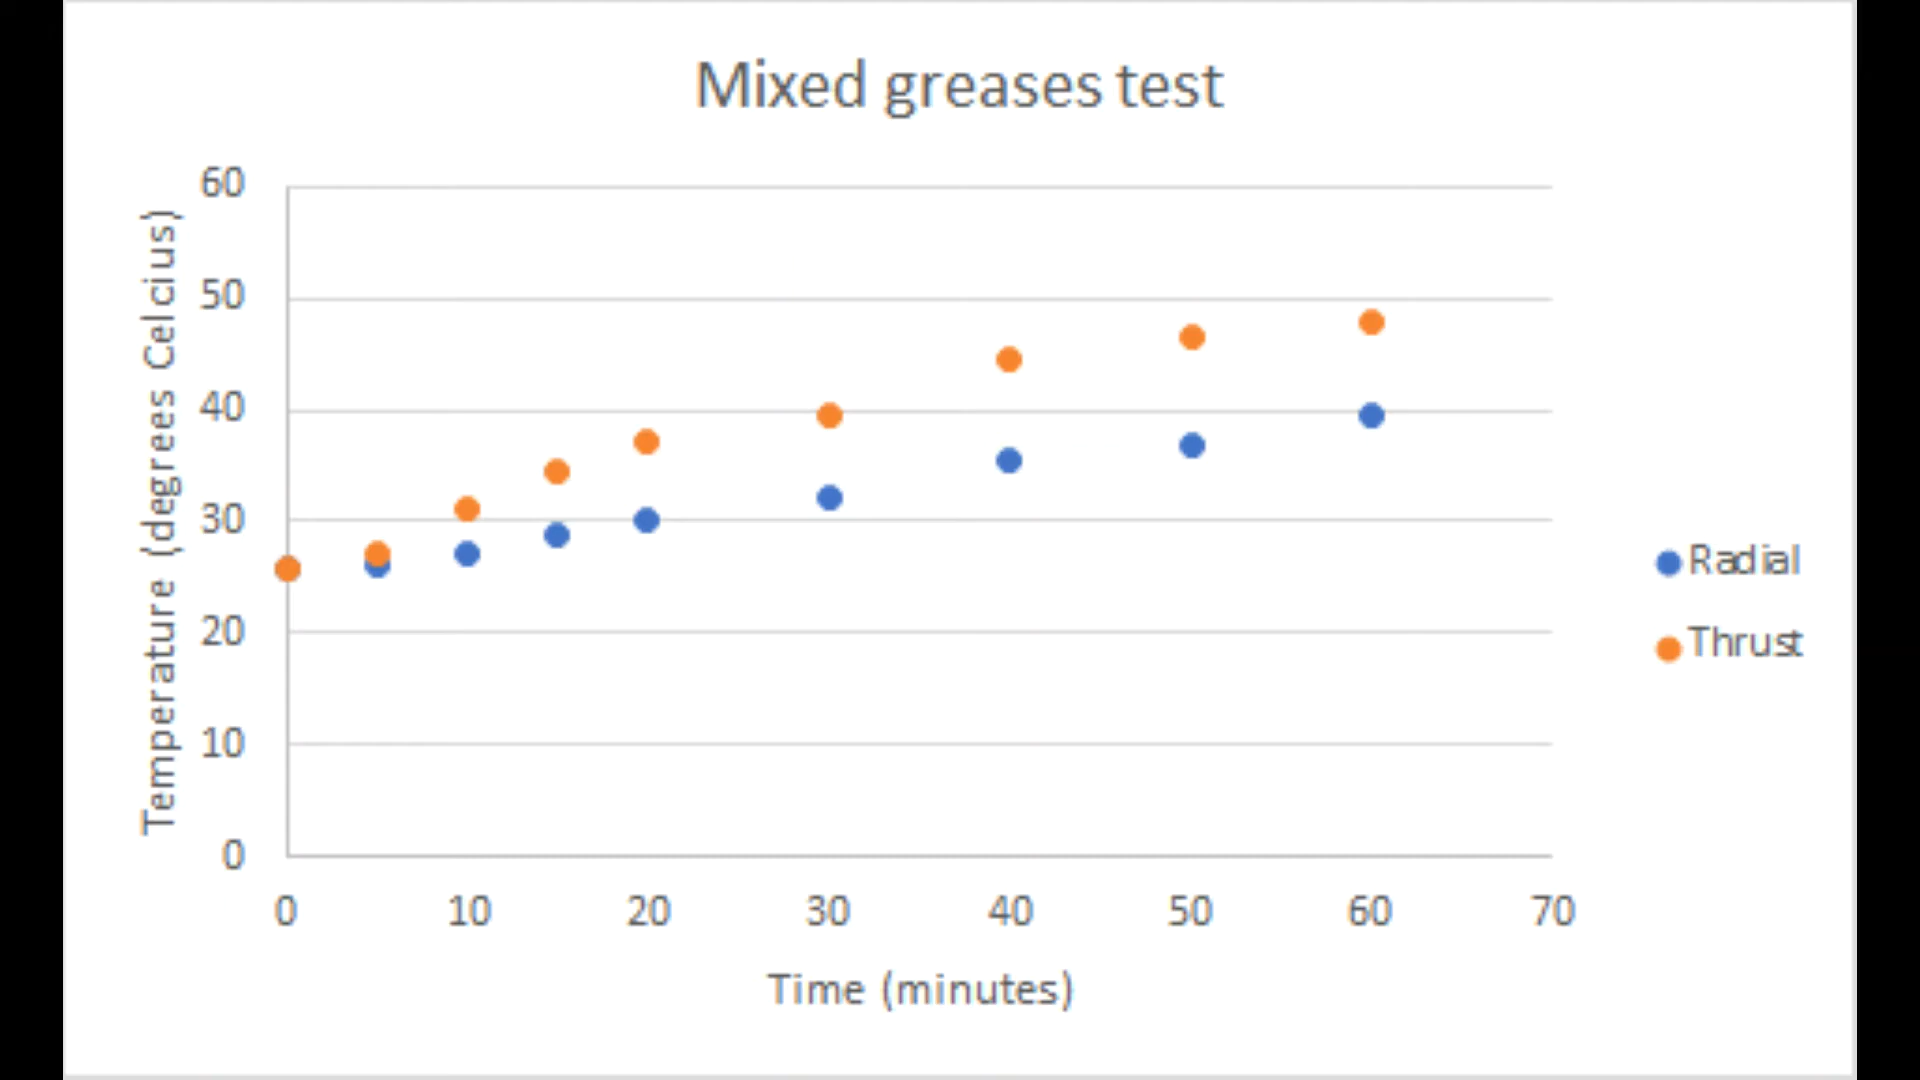 Mixed greases test
Temperature (degrees Celcius)
60
50
40
30
20
10
0
0 10 20 30 40 50 60 70
Time (minutes)
Radial
Thrust